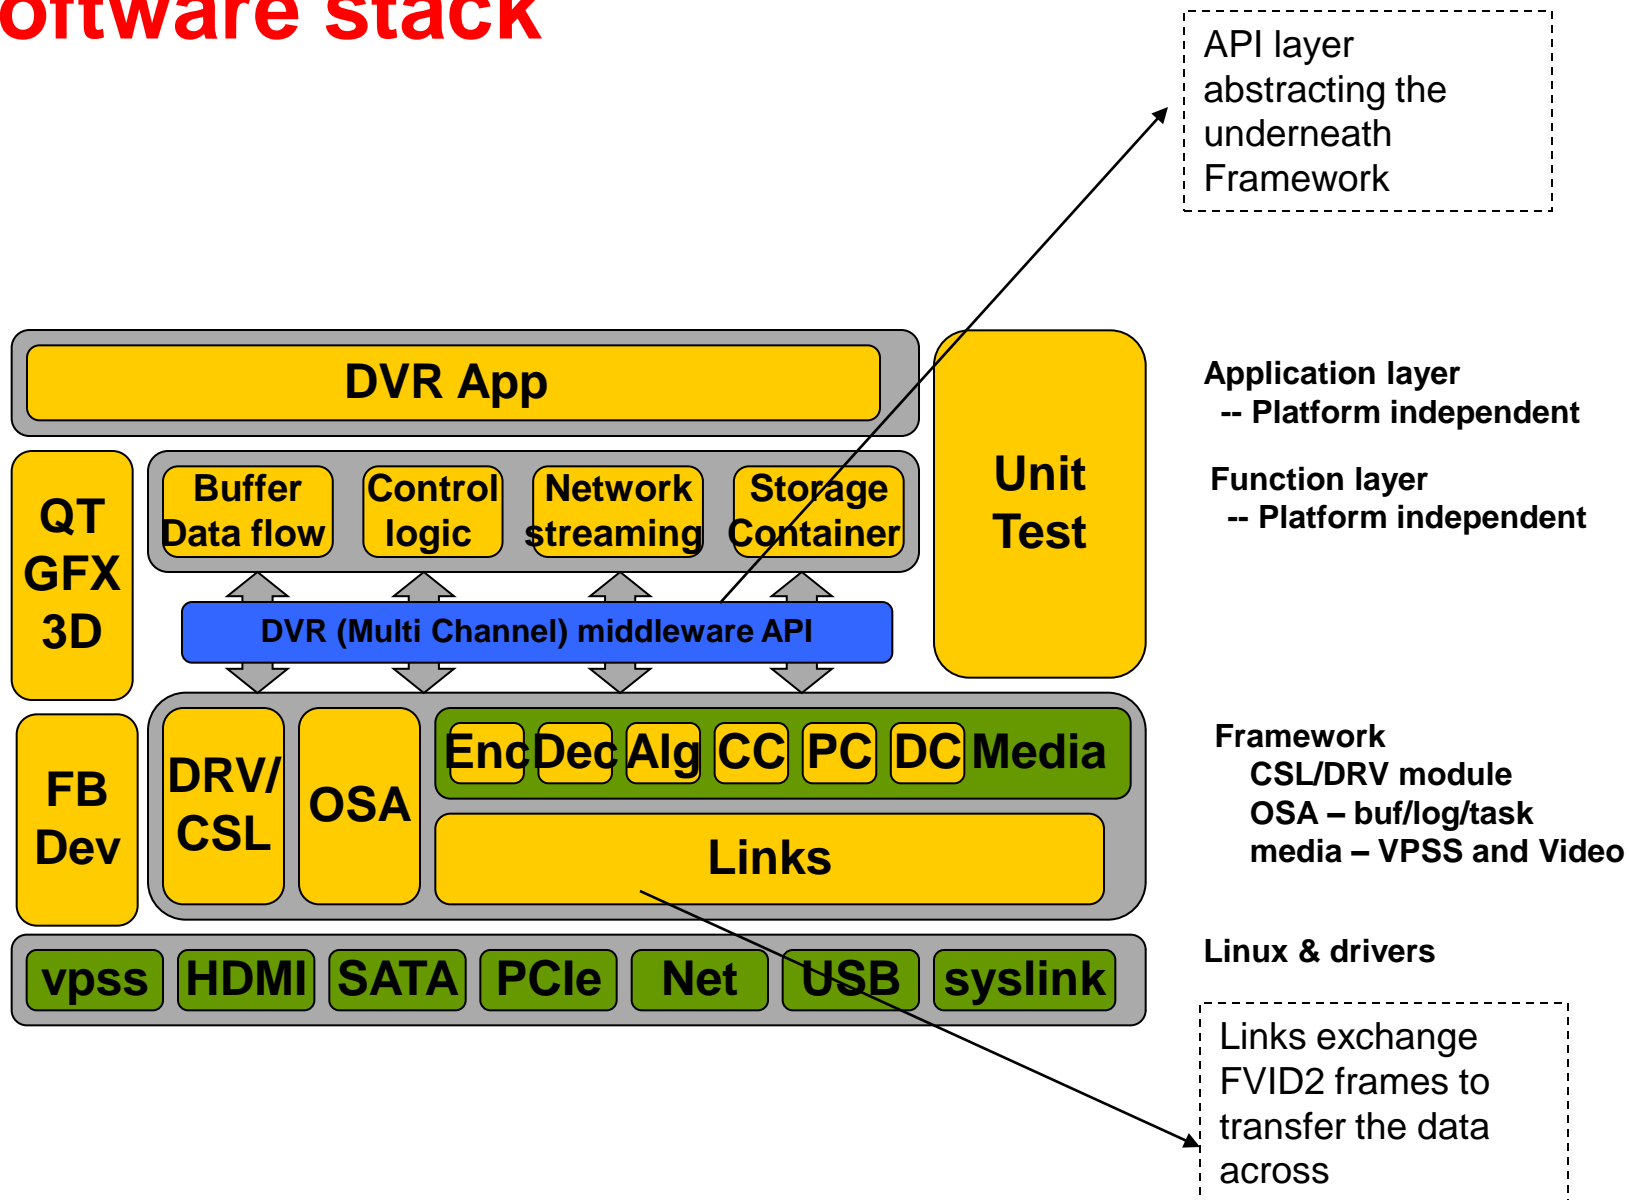 oftware stack
API layer
abstracting the
underneath
Framework
DVR App
Unit
Test
Application layer
-- Platform independent
QT
GFX
3D
Buffer
Data flow
Control
logic
Network
streaming
Storage
Container
Function layer
-- Platform independent
DVR (Multi Channel) middleware API
FB
Dev
DRV/
CSL
OSA
Enc Dec Alg CC PC DC Media
Links
Framework
CSL/DRV module
OSA – buf/log/task
media – VPSS and Video
vpss HDMI SATA PCIe Net USB syslink
Linux & drivers
Links exchange
FVID2 frames to
transfer the data
across